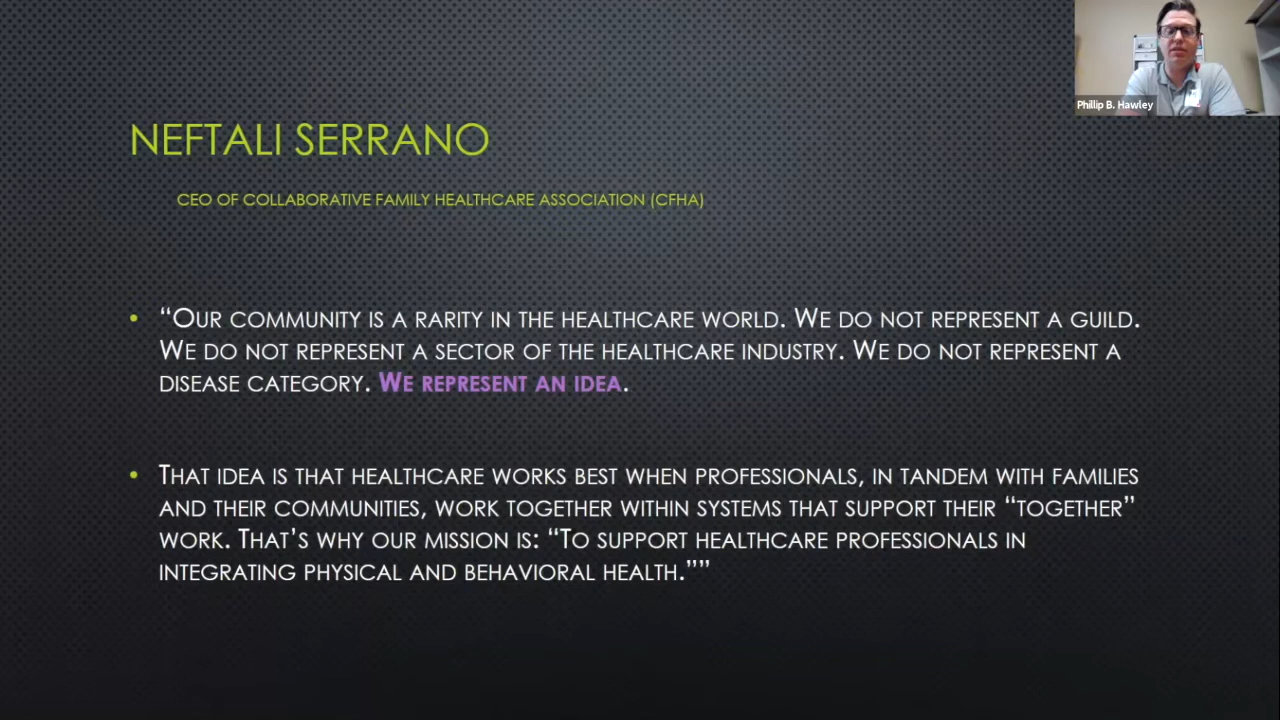 Phillip B. Hawley
NEFTALI SERRANO
CEO OF COLLABORATIVE FAMILY HEALTHCARE ASSOCIATION (CFHA)
• “OUR COMMUNITY IS A RARITY IN THE HEALTHCARE WORLD. WE DO NOT REPRESENT A GUILD.
WE DO NOT REPRESENT A SECTOR OF THE HEALTHCARE INDUSTRY. WE DO NOT REPRESENT A
DISEASE CATEGORY. WE REPRESENT AN IDEA.
• THAT IDEA IS THAT HEALTHCARE WORKS BEST WHEN PROFESSIONALS, IN TANDEM WITH FAMILIES
AND THEIR COMMUNITIES, WORK TOGETHER WITHIN SYSTEMS THAT SUPPORT THEIR “TOGETHER”
WORK. THAT’S WHY OUR MISSION IS: “TO SUPPORT HEALTHCARE PROFESSIONALS IN
INTEGRATING PHYSICAL AND BEHAVIORAL HEALTH.””